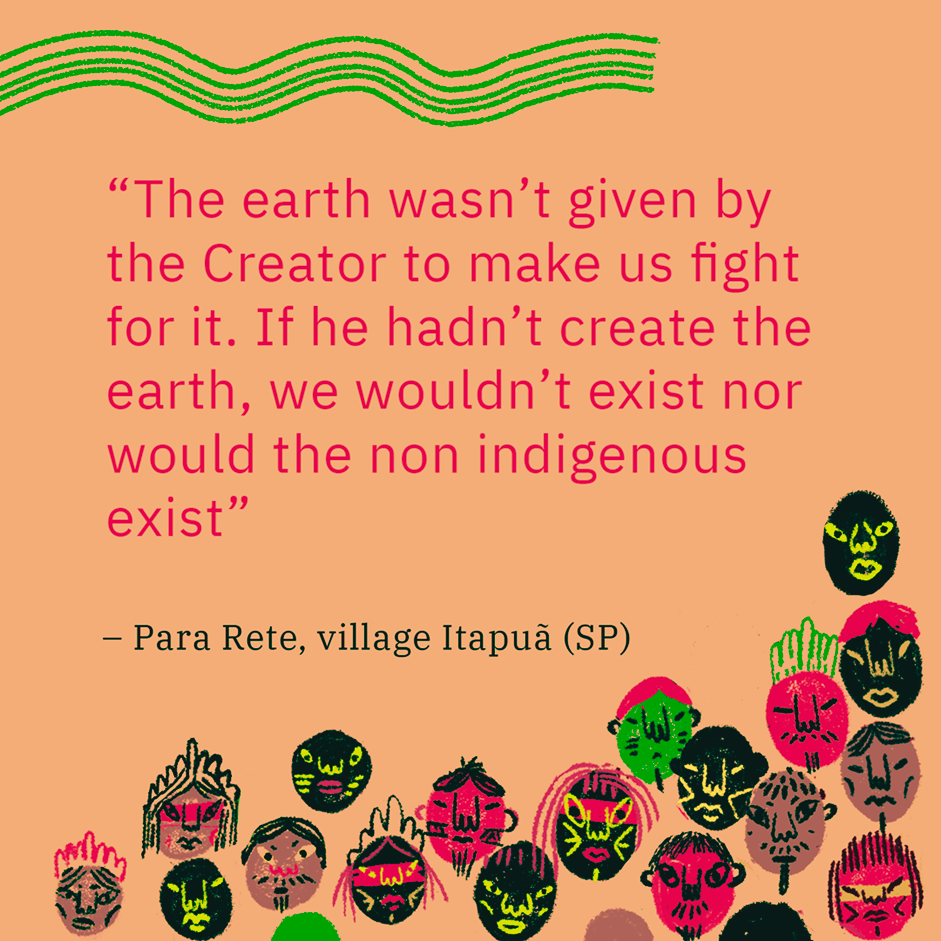 “The earth wasn’t given by
the Creator to make us fight
for it. If he hadn’t create the
earth, we wouldn’t exist nor
would the non indigenous
exist”
– Para Rete, village Itapuã (SP)